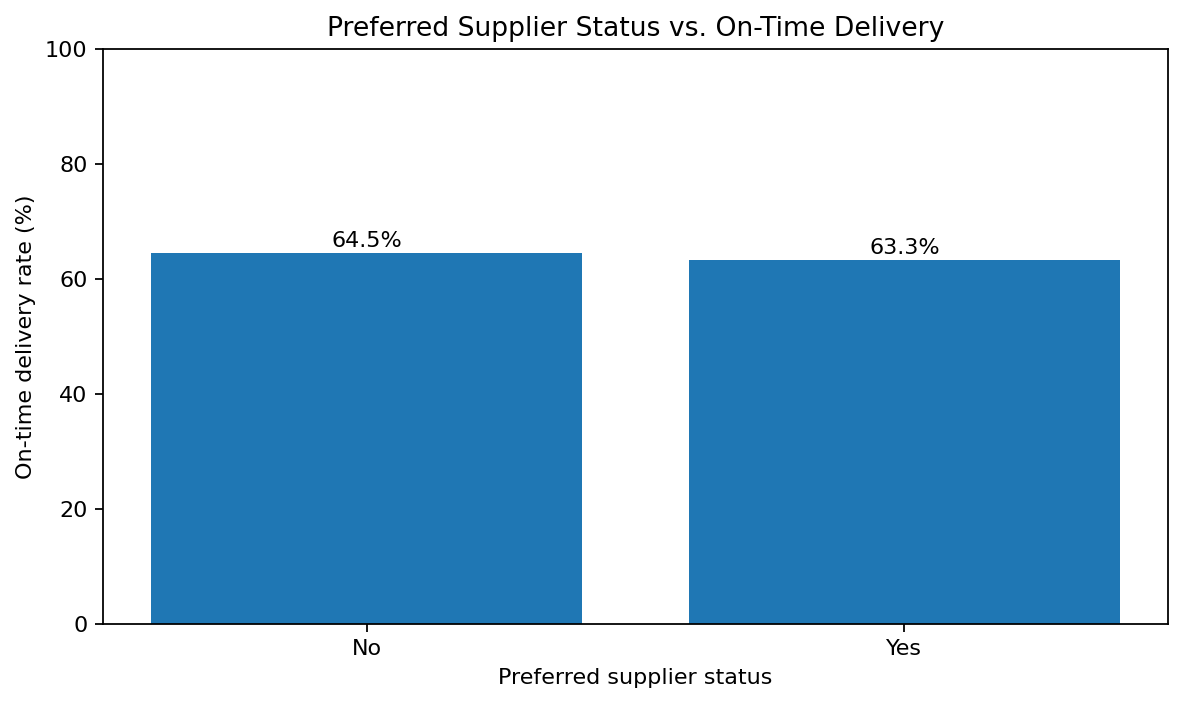 Preferred Supplier Status vs. On-Time Delivery
On-time delivery rate (%)
100
80
60
40
20
0
64.5%
63.3%
No
Yes
Preferred supplier status